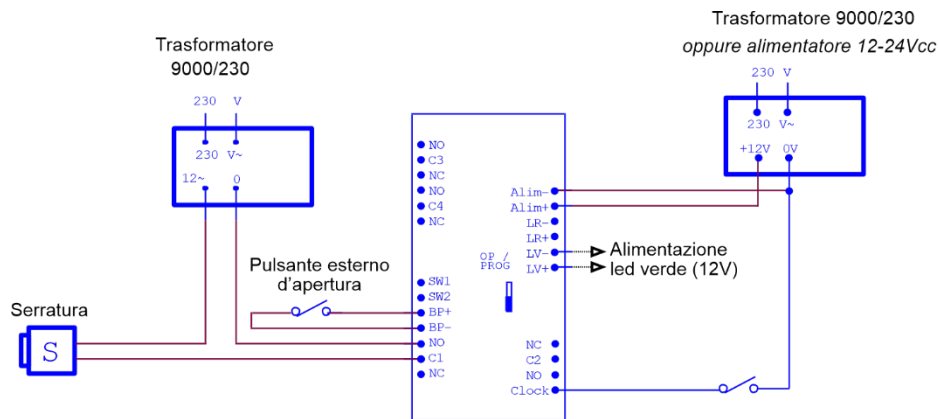 Trasformatore 9000/230
oppure alimentatore 12-24Vcc
230 V
230 V~
+12V 0V
Trasformatore
9000/230
230 V
230 V~
12~ 0
Pulsante esterno
d'apertura
Serratura
S
NO
C3
NC
NO
C4
NC
SW1
SW2
BP+
BP-
NO
C1
NC
OP /
PROG
Alim-
Alim+
LR-
LR+
LV-
LV+
NC
C2
NO
Clock
Alimentazione
led verde (12V)